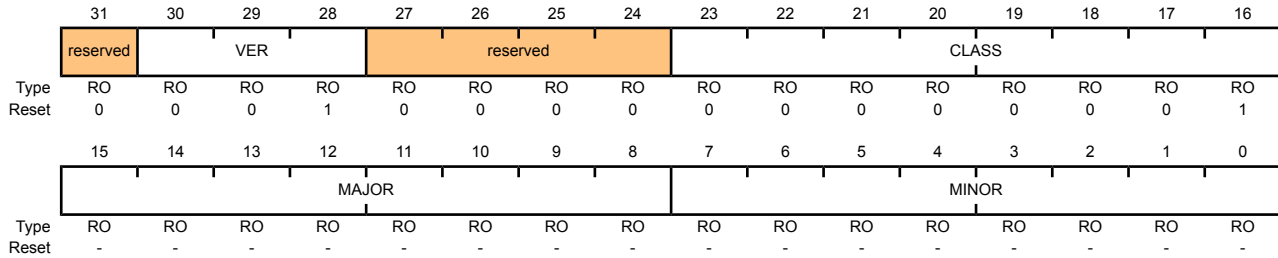 31 30 29 28 27 26 25 24 23 22 21 20 19 18 17 16
reserved VER reserved CLASS
Type RO RO RO RO RO RO RO RO RO RO RO RO RO RO RO RO
Reset 0 0 0 1 0 0 0 0 0 0 0 0 0 0 0 1
15 14 13 12 11 10 9 8 7 6 5 4 3 2 1 0
MAJOR MINOR
Type RO RO RO RO RO RO RO RO RO RO RO RO RO RO RO RO
Reset - - - - - - - - - - - - - - - -